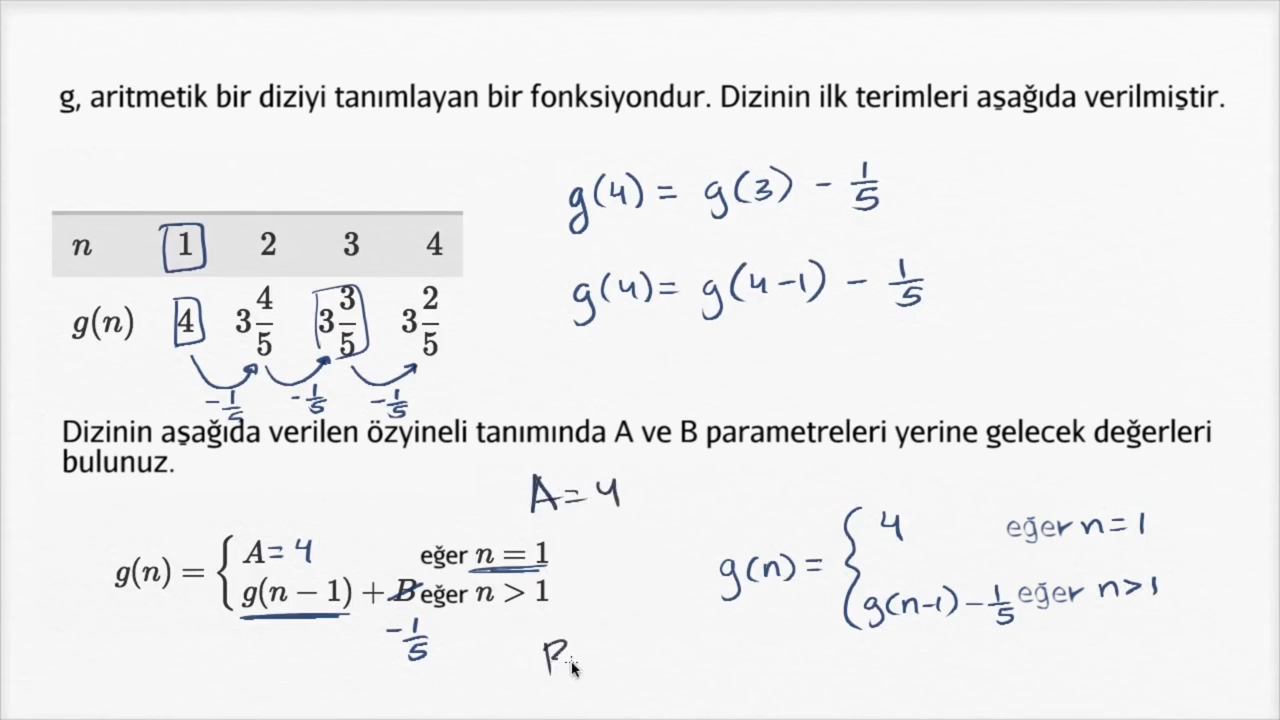 g, aritmetik bir diziyi tanımlayan bir fonksiyondur. Dizinin ilk terimleri aşağıda verilmiştir.
g(4) = g(3) - 1/5
n 1 2 3 4
g(4) = g(4-1) - 1/5
g(n) 4 3 4/5 3 3/5 3 2/5
-1/5 -1/5 -1/5
Dizinin aşağıda verilen özyineli tanımında A ve B parametreleri yerine gelecek değerleri
bulunuz.
A = 4
g(n) = { A = 4 eğer n = 1
g(n − 1) + B eğer n > 1
-1/5
g(n) = { 4 eğer n = 1
g(n-1) - 1/5 eğer n > 1